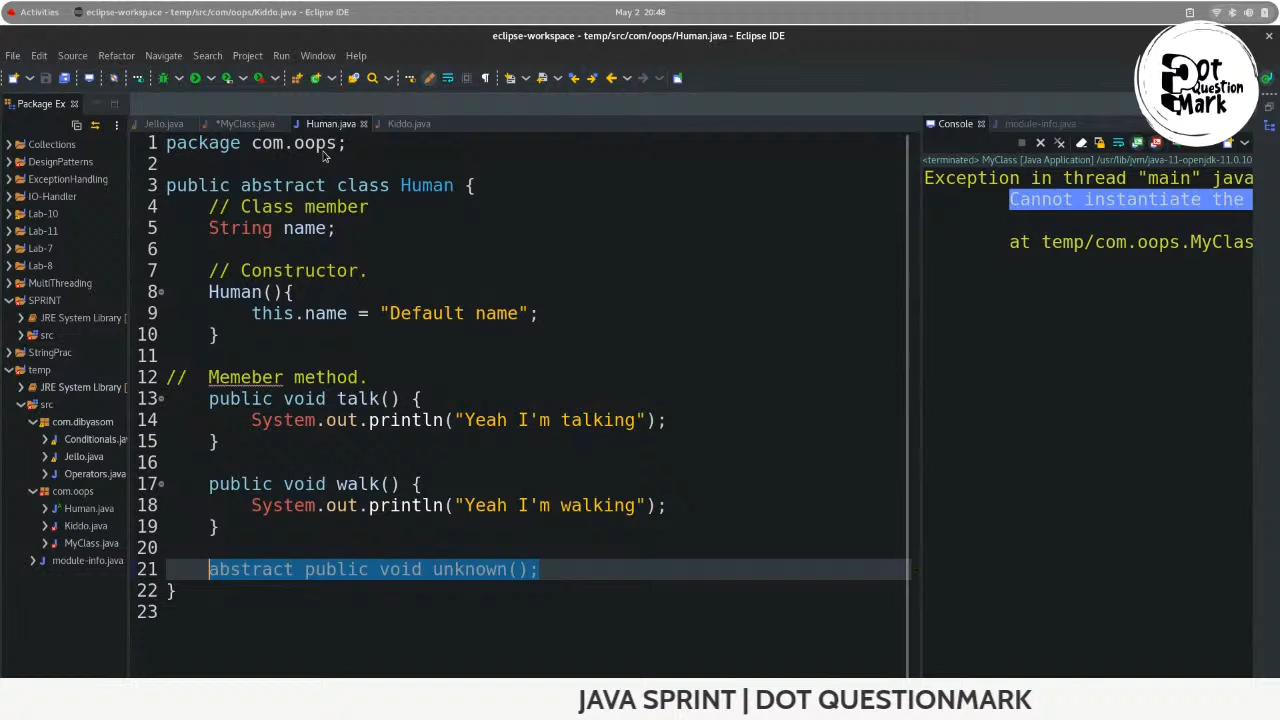 Activities
eclipse-workspace - temp/src/com/oops/Kiddo.java - Eclipse IDE
May 2 20:48
eclipse-workspace - temp/src/com/oops/Human.java - Eclipse IDE
File Edit Source Refactor Navigate Search Project Run Window Help
Dot
Question
Mark
Package Ex
Jello.java *MyClass.java Human.java Kiddo.java
Console module-info.java
Collections
DesignPatterns
ExceptionHandling
IO-Handler
Lab-10
Lab-11
Lab-7
Lab-8
MultiThreading
SPRINT
JRE System Library [
src
StringPrac
temp
JRE System Library [
src
com.dibyasom
Conditionals.jav
Jello.java
Operators.java
com.oops
Human.java
Kiddo.java
MyClass.java
module-info.java
1 package com.oops;
2
3 public abstract class Human {
4 // Class member
5 String name;
6
7 // Constructor.
8 Human(){
9 this.name = "Default name";
10 }
11
12 // Memeber method.
13 public void talk() {
14 System.out.println("Yeah I'm talking");
15 }
16
17 public void walk() {
18 System.out.println("Yeah I'm walking");
19 }
20
21 abstract public void unknown();
22 }
23
<terminated> MyClass [Java Application] /usr/lib/jvm/java-11-openjdk-11.0.10
Exception in thread "main" java
Cannot instantiate the
at temp/com.oops.MyClas
JAVA SPRINT | DOT QUESTIONMARK